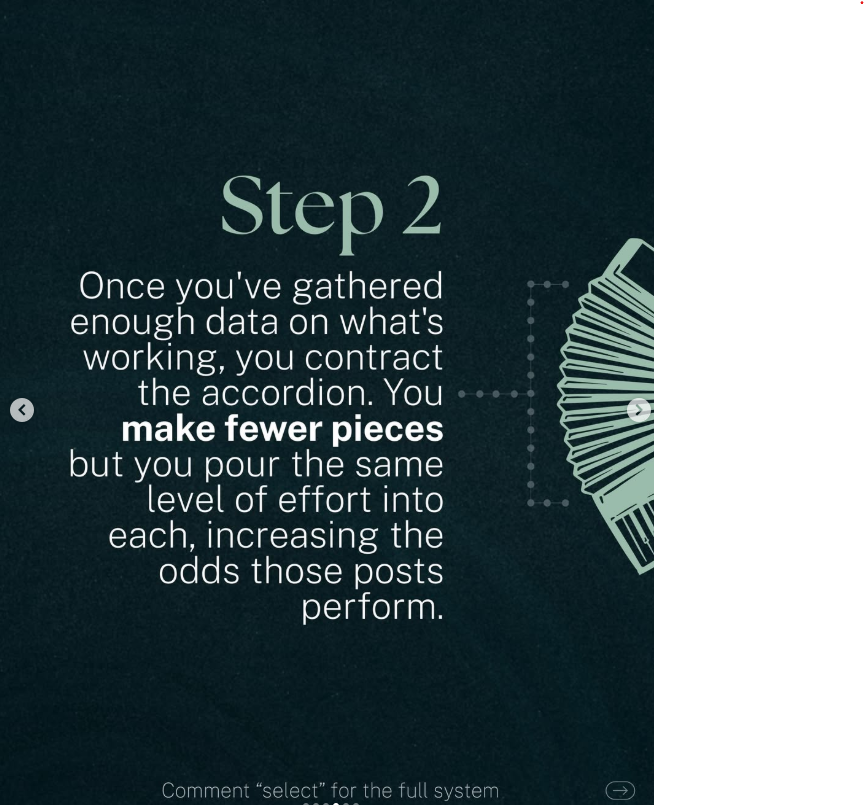 Step 2
Once you've gathered
enough data on what's
working, you contract
the accordion. You
make fewer pieces
but you pour the same
level of effort into
each, increasing the
odds those posts
perform.
Comment “select” for the full system